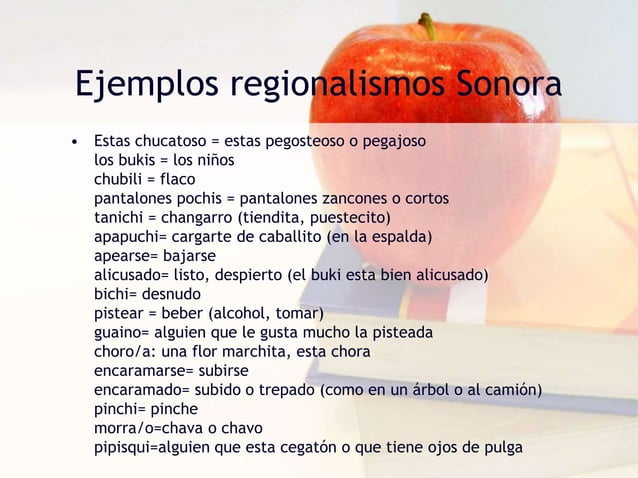 Ejemplos regionalismos Sonora
• Estas chucatoso = estas pegosteoso o pegajoso
los bukis = los niños
chubili = flaco
pantalones pochis = pantalones zancones o cortos
tanichi = changarro (tiendita, puestecito)
apapuchi= cargarte de caballito (en la espalda)
apearse= bajarse
alicusado= listo, despierto (el buki esta bien alicusado)
bichi= desnudo
pistear = beber (alcohol, tomar)
guaino= alguien que le gusta mucho la pisteada
choro/a: una flor marchita, esta chora
encaramarse= subirse
encaramado= subido o trepado (como en un árbol o al camión)
pinchi= pinche
morra/o=chava o chavo
pipisqui=alguien que esta cegatón o que tiene ojos de pulga